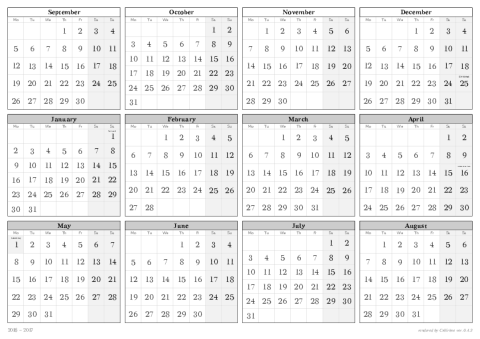 September
Mo Tu We Th Fr Sa Su
1 2 3 4
5 6 7 8 9 10 11
12 13 14 15 16 17 18
19 20 21 22 23 24 25
26 27 28 29 30
October
Mo Tu We Th Fr Sa Su
1 2
3 4 5 6 7 8 9
10 11 12 13 14 15 16
17 18 19 20 21 22 23
24 25 26 27 28 29 30
31
November
Mo Tu We Th Fr Sa Su
1 2 3 4 5 6
7 8 9 10 11 12 13
14 15 16 17 18 19 20
21 22 23 24 25 26 27
28 29 30
December
Mo Tu We Th Fr Sa Su
1 2 3 4
5 6 7 8 9 10 11
12 13 14 15 16 17 18
19 20 21 22 23 24 25
26 27 28 29 30 31
January
Mo Tu We Th Fr Sa Su
1
2 3 4 5 6 7 8
9 10 11 12 13 14 15
16 17 18 19 20 21 22
23 24 25 26 27 28 29
30 31
February
Mo Tu We Th Fr Sa Su
1 2 3 4 5
6 7 8 9 10 11 12
13 14 15 16 17 18 19
20 21 22 23 24 25 26
27 28
March
Mo Tu We Th Fr Sa Su
1 2 3 4 5
6 7 8 9 10 11 12
13 14 15 16 17 18 19
20 21 22 23 24 25 26
27 28 29 30 31
April
Mo Tu We Th Fr Sa Su
1 2
3 4 5 6 7 8 9
10 11 12 13 14 15 16
17 18 19 20 21 22 23
24 25 26 27 28 29 30
May
Mo Tu We Th Fr Sa Su
1 2 3 4 5 6 7
8 9 10 11 12 13 14
15 16 17 18 19 20 21
22 23 24 25 26 27 28
29 30 31
June
Mo Tu We Th Fr Sa Su
1 2 3 4
5 6 7 8 9 10 11
12 13 14 15 16 17 18
19 20 21 22 23 24 25
26 27 28 29 30
July
Mo Tu We Th Fr Sa Su
1 2
3 4 5 6 7 8 9
10 11 12 13 14 15 16
17 18 19 20 21 22 23
24 25 26 27 28 29 30
31
August
Mo Tu We Th Fr Sa Su
1 2 3 4 5 6
7 8 9 10 11 12 13
14 15 16 17 18 19 20
21 22 23 24 25 26 27
28 29 30 31
2016 - 2017